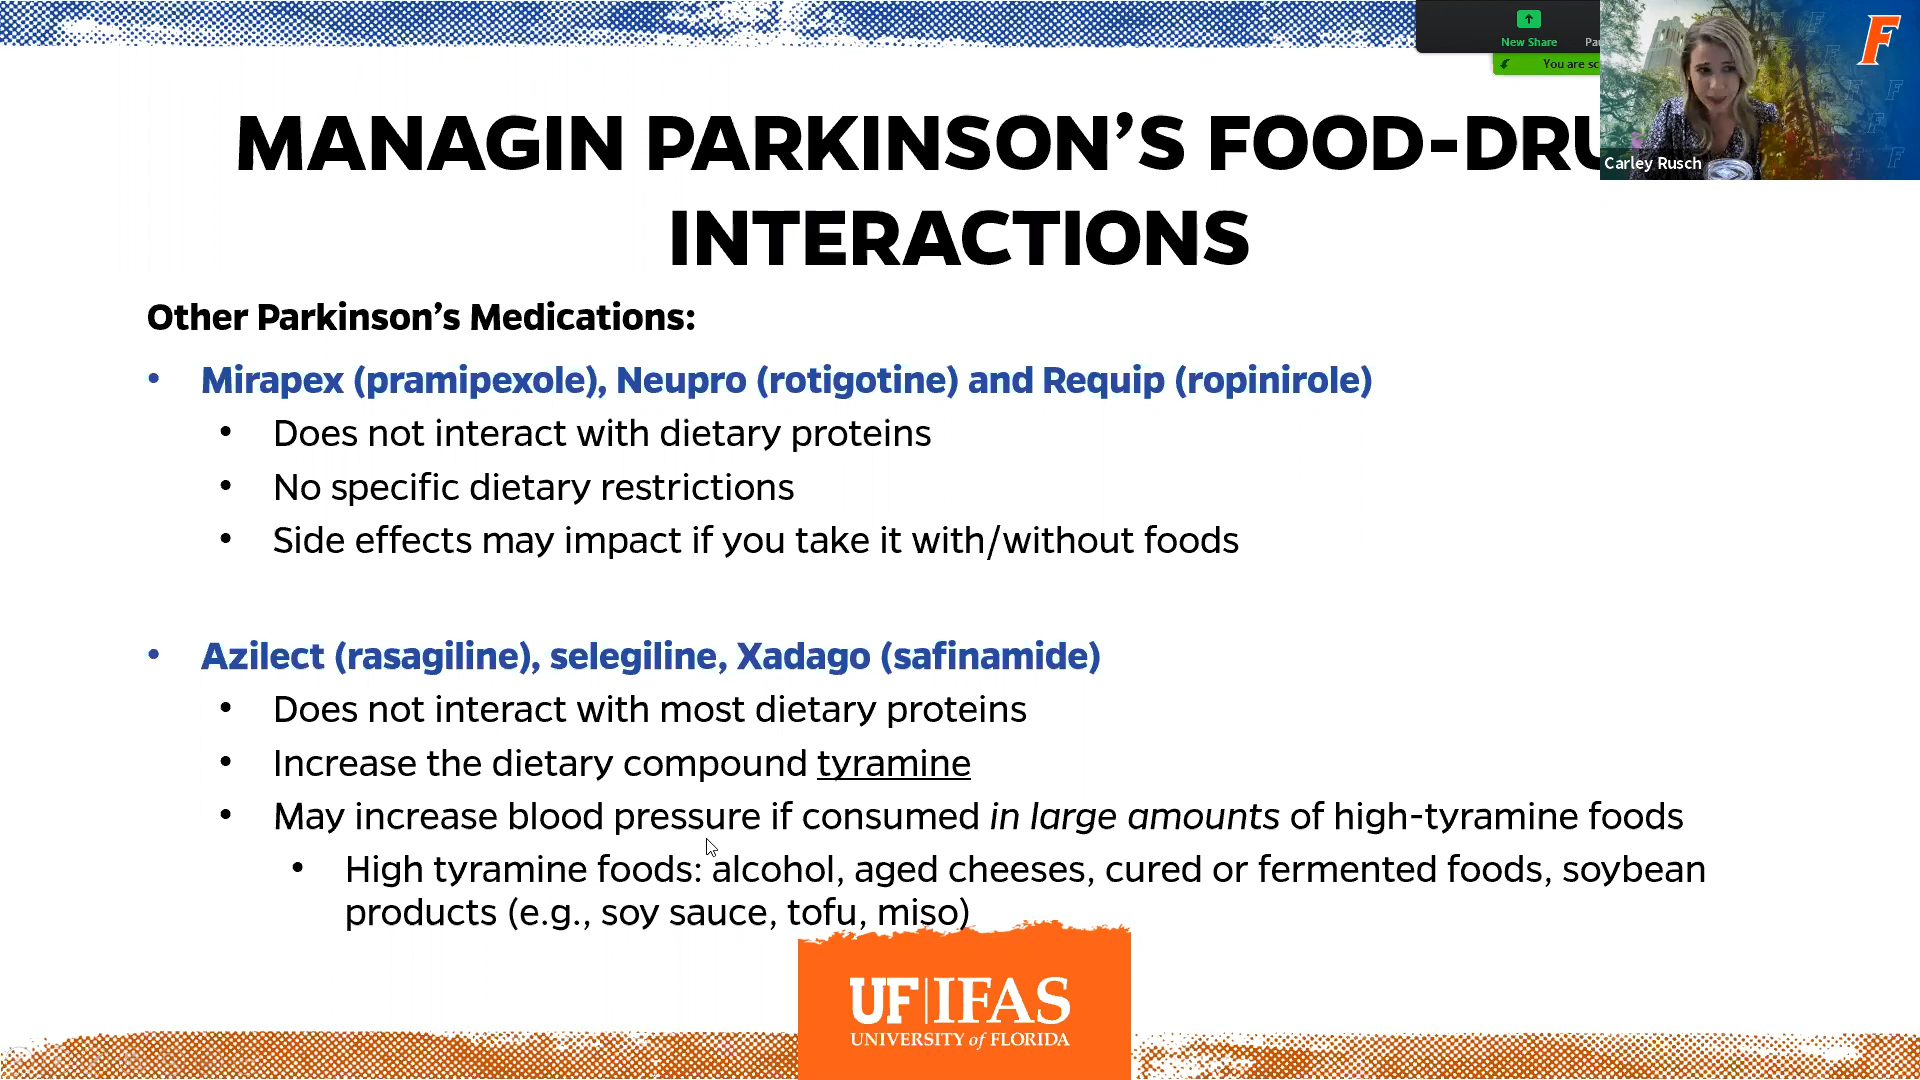 New Share
You are
Carley Rusch
F
MANAGIN PARKINSON’S FOOD-DRU
INTERACTIONS
Other Parkinson’s Medications:
• Mirapex (pramipexole), Neupro (rotigotine) and Requip (ropinirole)
• Does not interact with dietary proteins
• No specific dietary restrictions
• Side effects may impact if you take it with/without foods
• Azilect (rasagiline), selegiline, Xadago (safinamide)
• Does not interact with most dietary proteins
• Increase the dietary compound tyramine
• May increase blood pressure if consumed in large amounts of high-tyramine foods
• High tyramine foods: alcohol, aged cheeses, cured or fermented foods, soybean
products (e.g., soy sauce, tofu, miso)
UF|IFAS
UNIVERSITY of FLORIDA